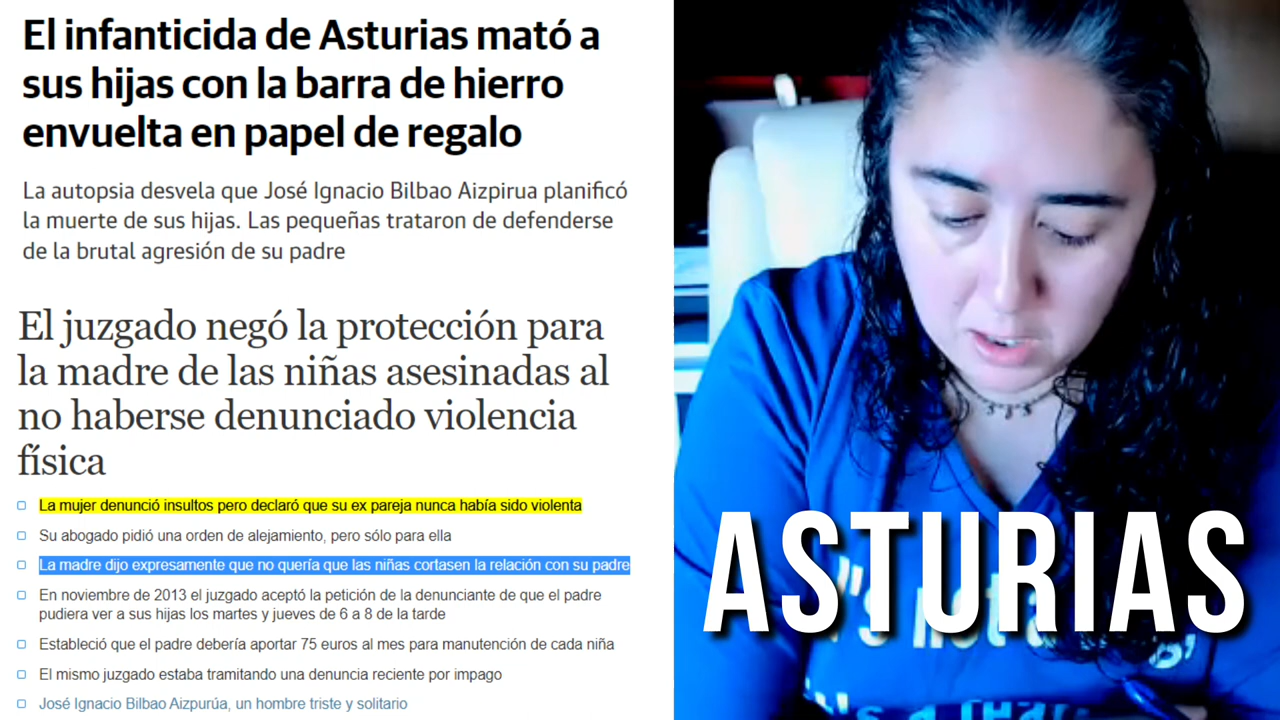 El infanticida de Asturias mató a
sus hijas con la barra de hierro
envuelta en papel de regalo
La autopsia desvela que José Ignacio Bilbao Aizpirua planificó
la muerte de sus hijas. Las pequeñas trataron de defenderse
de la brutal agresión de su padre
El juzgado negó la protección para
la madre de las niñas asesinadas al
no haberse denunciado violencia
física
La mujer denunció insultos pero declaró que su ex pareja nunca había sido violenta
Su abogado pidió una orden de alejamiento, pero sólo para ella
La madre dijo expresamente que no quería que las niñas cortasen la relación con su padre
En noviembre de 2013 el juzgado aceptó la petición de la denunciante de que el padre
pudiera ver a sus hijas los martes y jueves de 6 a 8 de la tarde
Estableció que el padre debería aportar 75 euros al mes para manutención de cada niña
El mismo juzgado estaba tramitando una denuncia reciente por impago
José Ignacio Bilbao Aizpurúa, un hombre triste y solitario
ASTURIAS